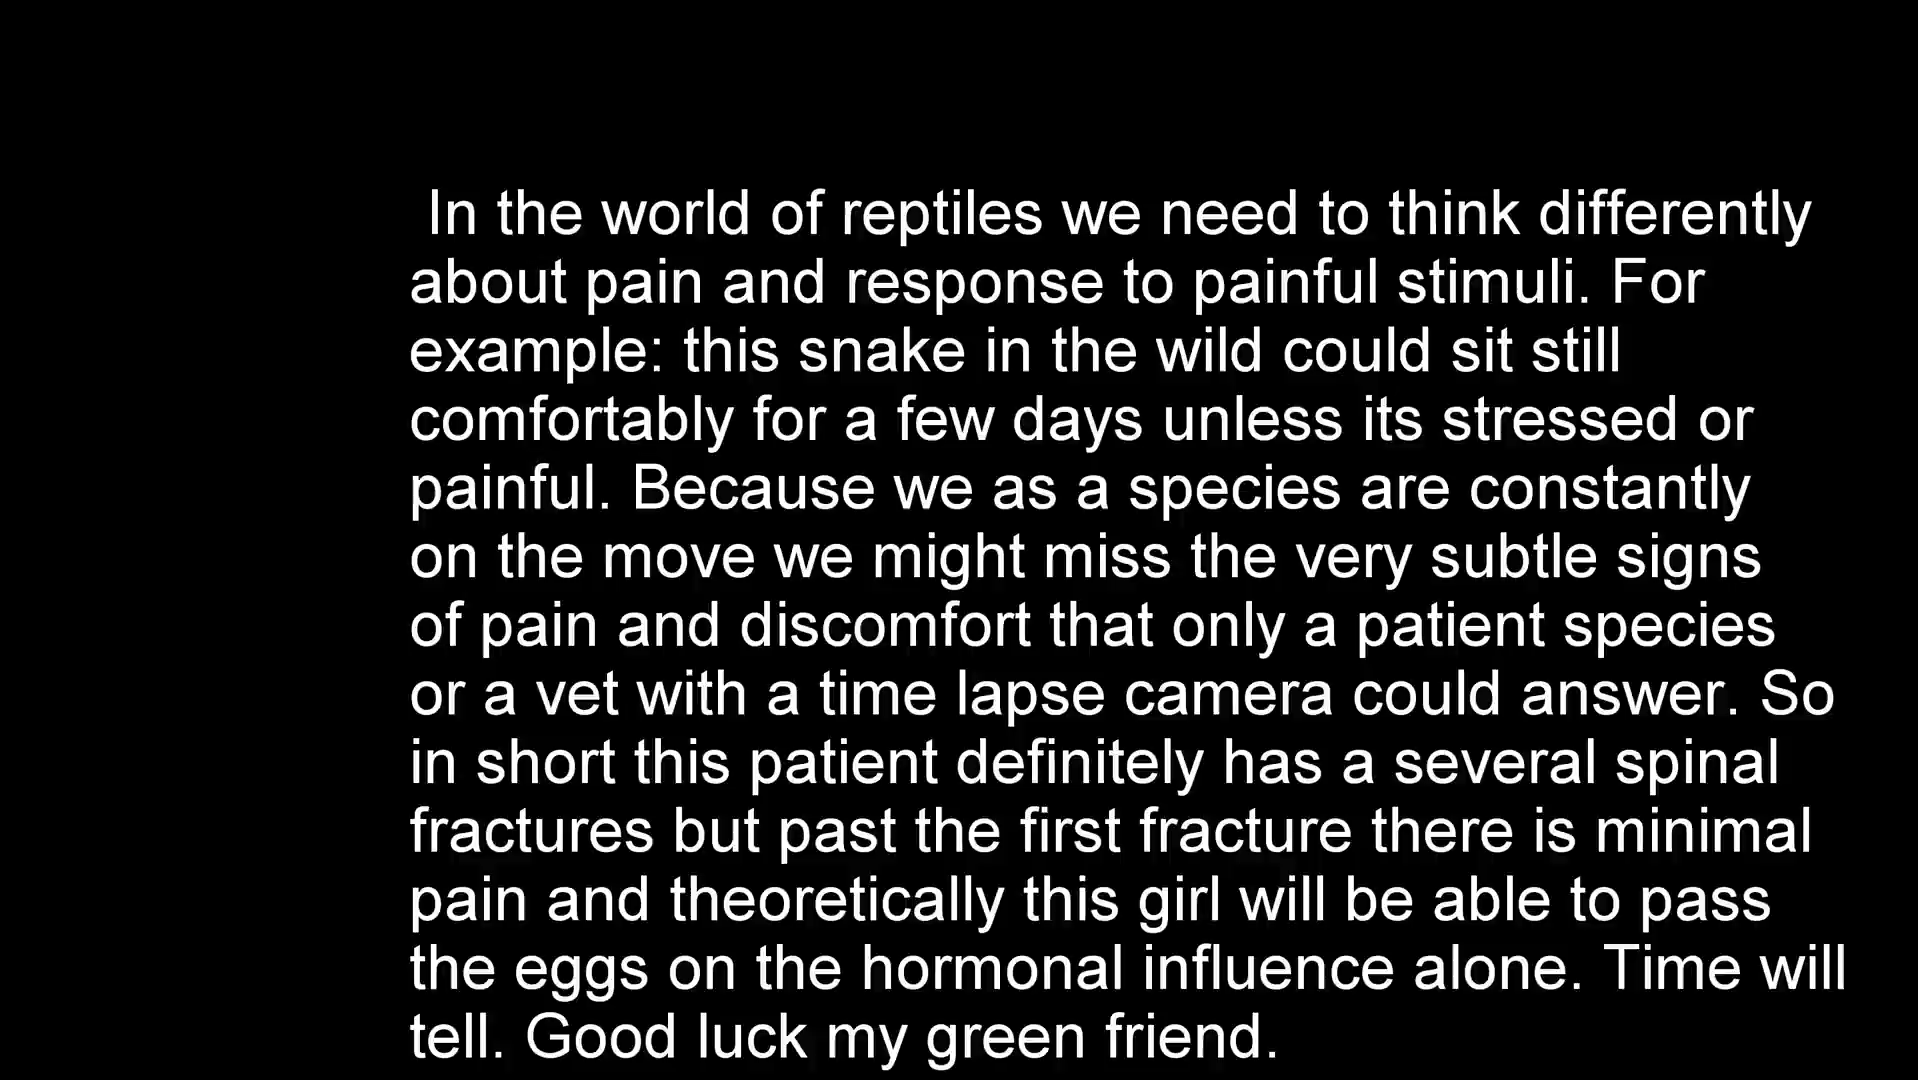 In the world of reptiles we need to think differently
about pain and response to painful stimuli. For
example: this snake in the wild could sit still
comfortably for a few days unless its stressed or
painful. Because we as a species are constantly
on the move we might miss the very subtle signs
of pain and discomfort that only a patient species
or a vet with a time lapse camera could answer. So
in short this patient definitely has a several spinal
fractures but past the first fracture there is minimal
pain and theoretically this girl will be able to pass
the eggs on the hormonal influence alone. Time will
tell. Good luck my green friend.